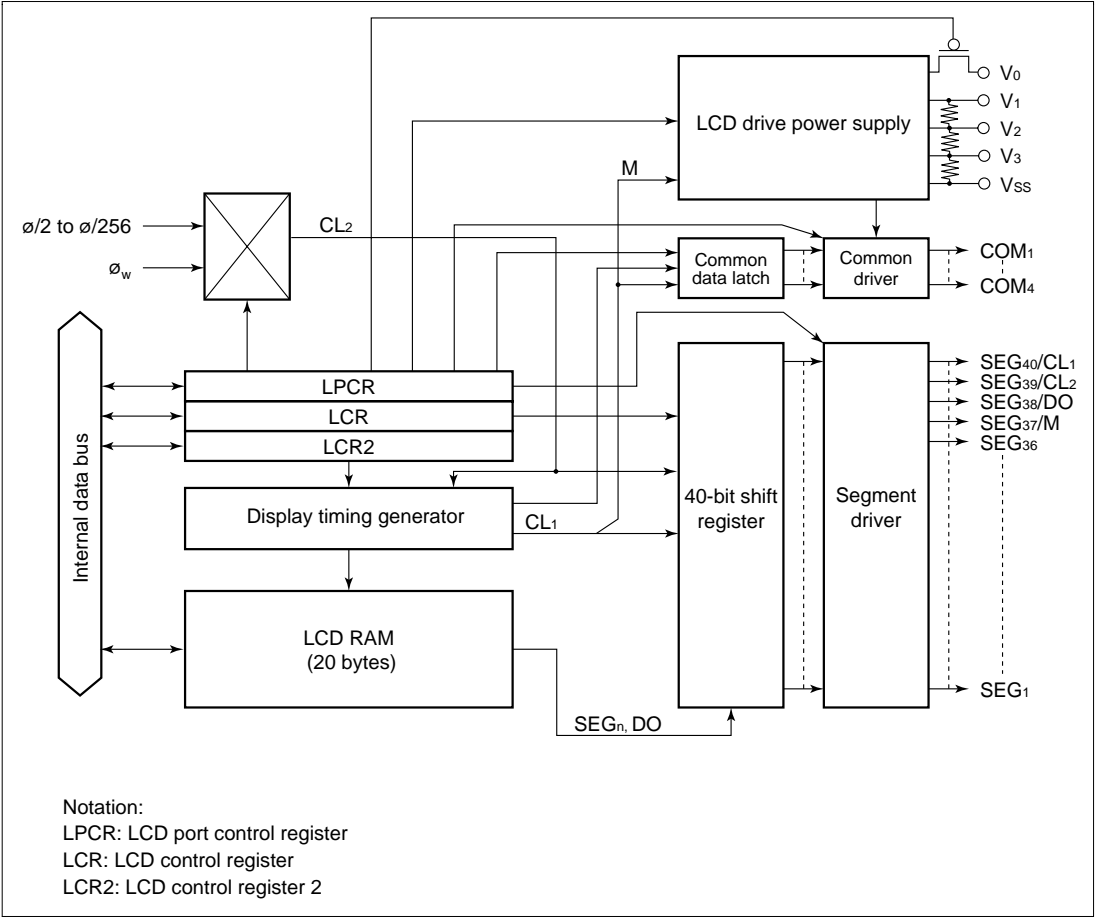 V0
V1
LCD drive power supply
V2
V3
M
VSS
ø/2 to ø/256
CL2
øw
Common data latch
Common driver
COM1
COM4
Internal data bus
LPCR
LCR
LCR2
Display timing generator
CL1
LCD RAM
(20 bytes)
SEGn, DO
40-bit shift register
Segment driver
SEG40/CL1
SEG39/CL2
SEG38/DO
SEG37/M
SEG36
SEG1
Notation:
LPCR: LCD port control register
LCR: LCD control register
LCR2: LCD control register 2